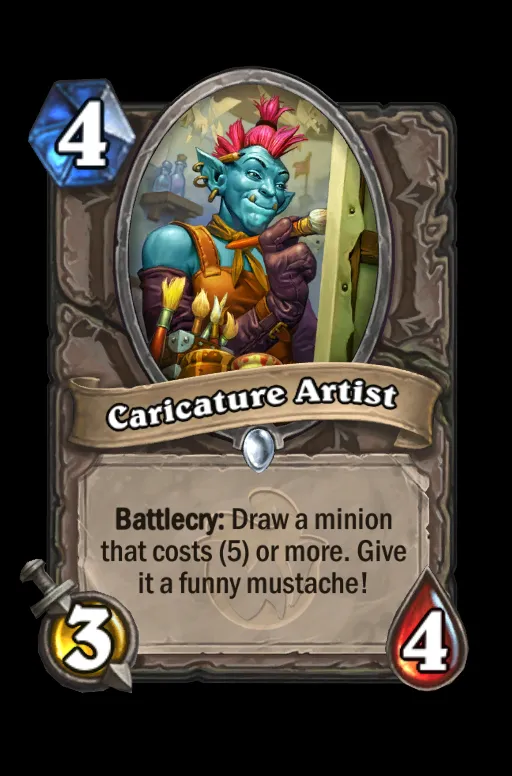 4
Caricature Artist
Battlecry: Draw a minion
that costs (5) or more. Give
it a funny mustache!
3
4